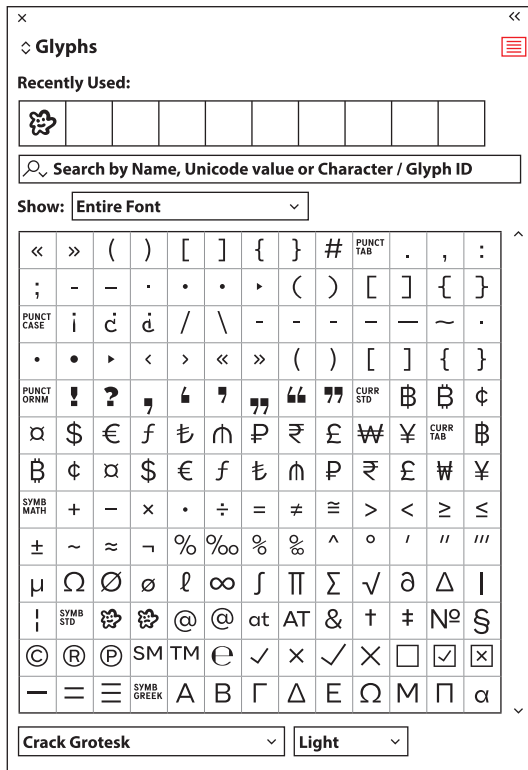 Glyphs
Recently Used:
Search by Name, Unicode value or Character / Glyph ID
Show: Entire Font
« » ( ) [ ] { } # PUNCT TAB . , :
; - – · • • ▸ ( ) [ ] { }
PUNCT CASE ¡ ċ ȧ / \ - - - – — ~ ·
• ● ▸ ‹ › « » ( ) [ ] { }
PUNCT ORNM ! ? , ‘ ’ „ “ ” CURR STD ฿ ₿ ¢
¤ $ € ƒ ₺ ₼ ₽ ₹ £ ₩ ¥ CURR TAB ฿
₿ ¢ ¤ $ € ƒ ₺ ₼ ₽ ₹ £ ₩ ¥
SYMB MATH + − × · ÷ = ≠ ≅ > < ≥ ≤
± ~ ≈ ¬ % ‰ % ‰ ^ ° ′ ″ ‴
µ Ω Ø ø ℓ ∞ ∫ ∏ Σ √ ∂ Δ |
¦ SYMB STD @ @ at AT & † ‡ № §
© ® ℗ SM TM ℮ ✓ × ✓ × ☐ ☑ ☒
— = ☰ SYMB GREEK Α Β Γ Δ Ε Ω Μ Π α
Crack Grotesk Light